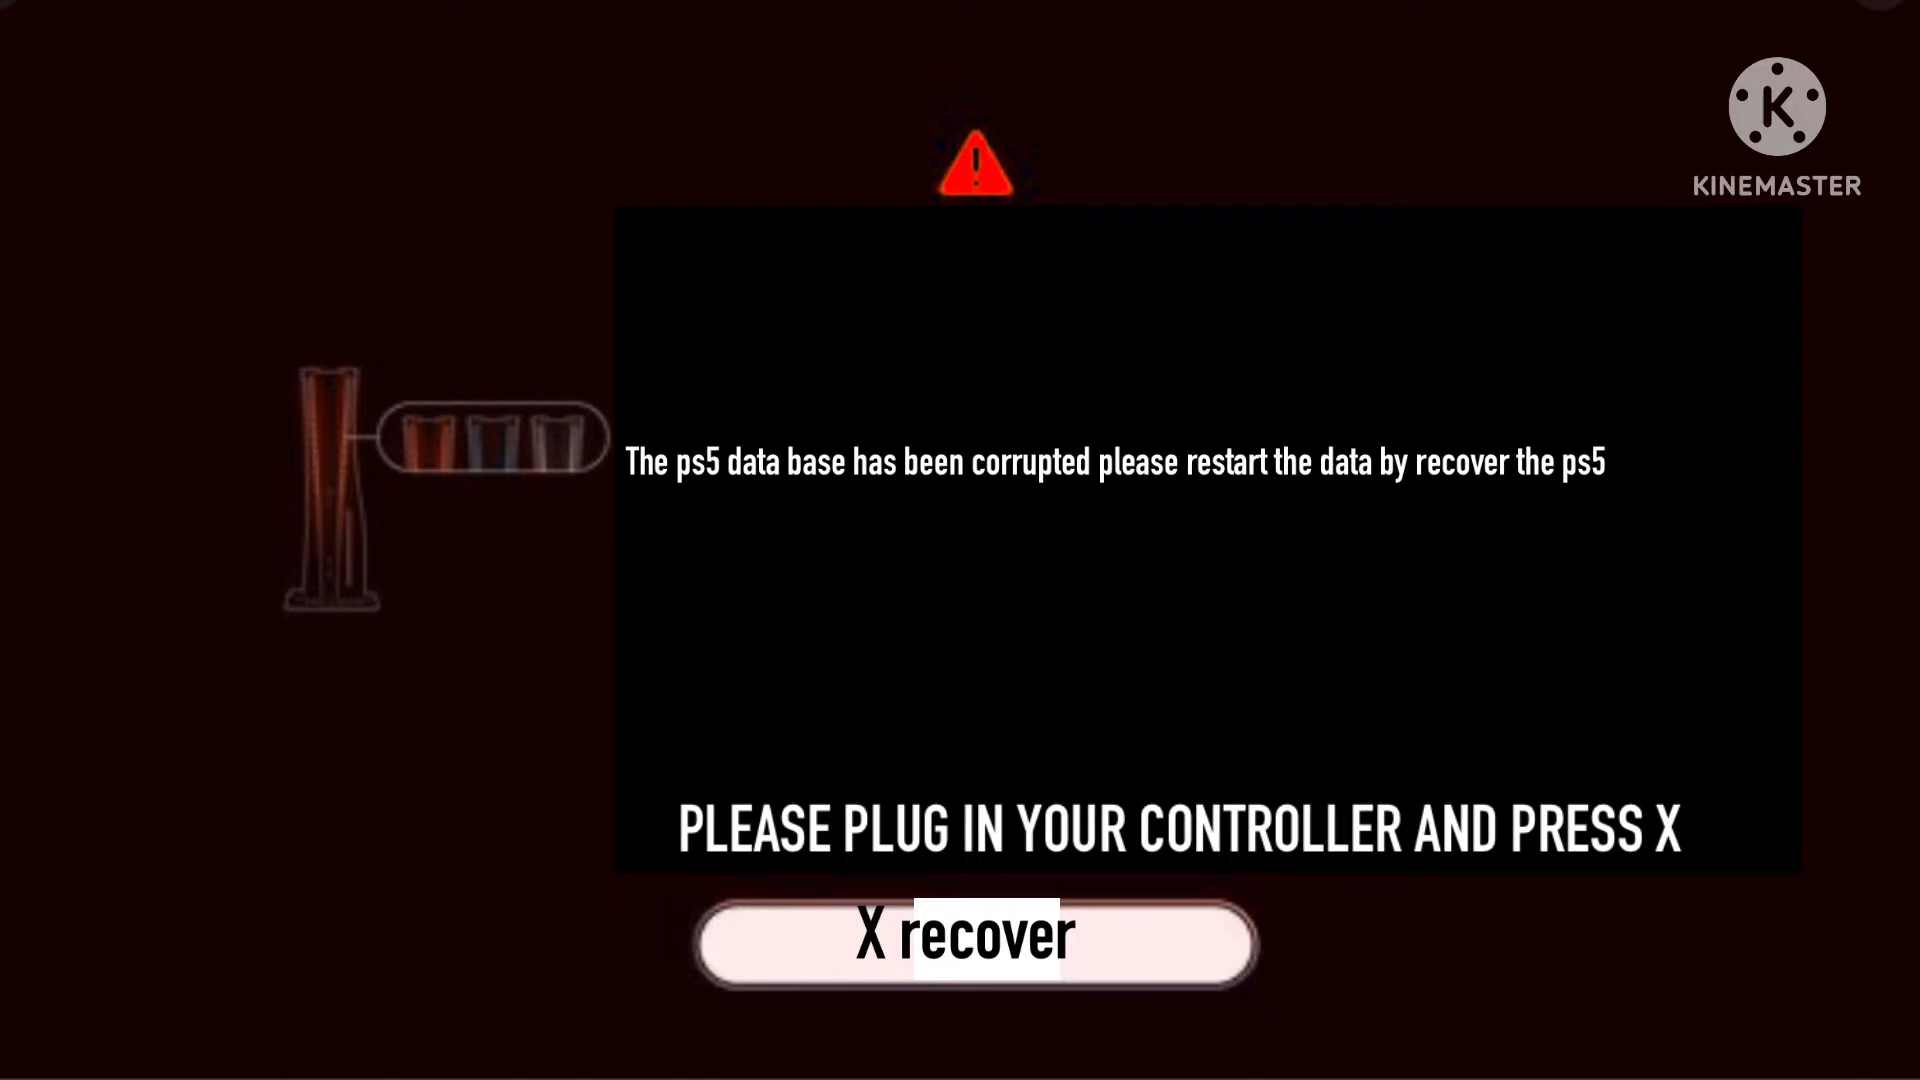 K
KINEMASTER
The ps5 data base has been corrupted please restart the data by recover the ps5
PLEASE PLUG IN YOUR CONTROLLER AND PRESS X
X recover